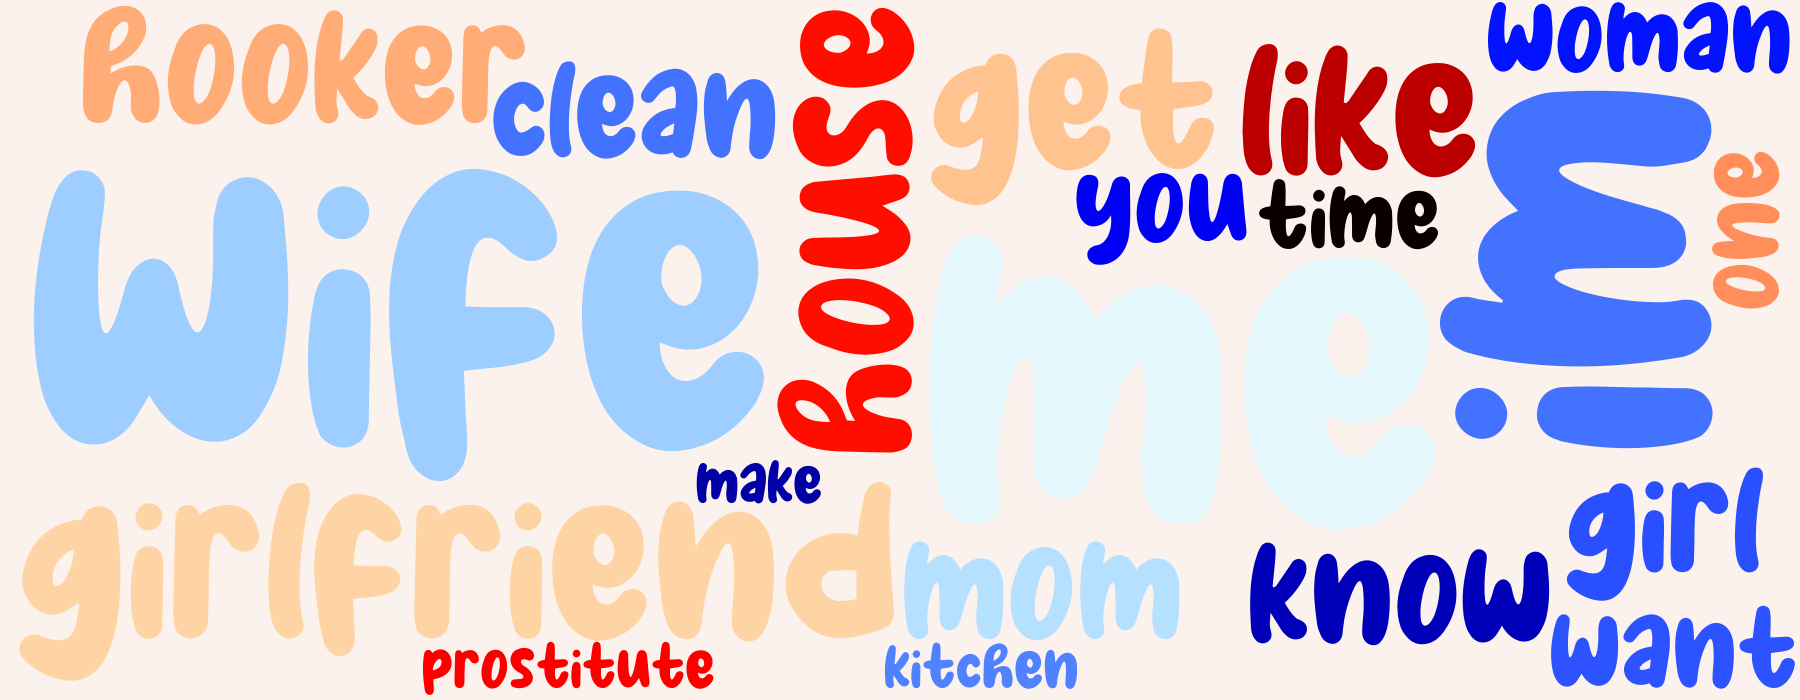 hooker
clean
house
get
like
woman
wife
you
time
im
one
me
make
girlfriend
mom
know
girl
want
prostitute
kitchen